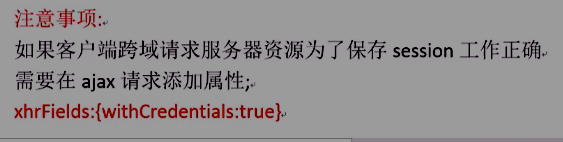 注意事项:
如果客户端跨域请求服务器资源为了保存 session 工作正确
需要在 ajax 请求添加属性;
xhrFields:{withCredentials:true}